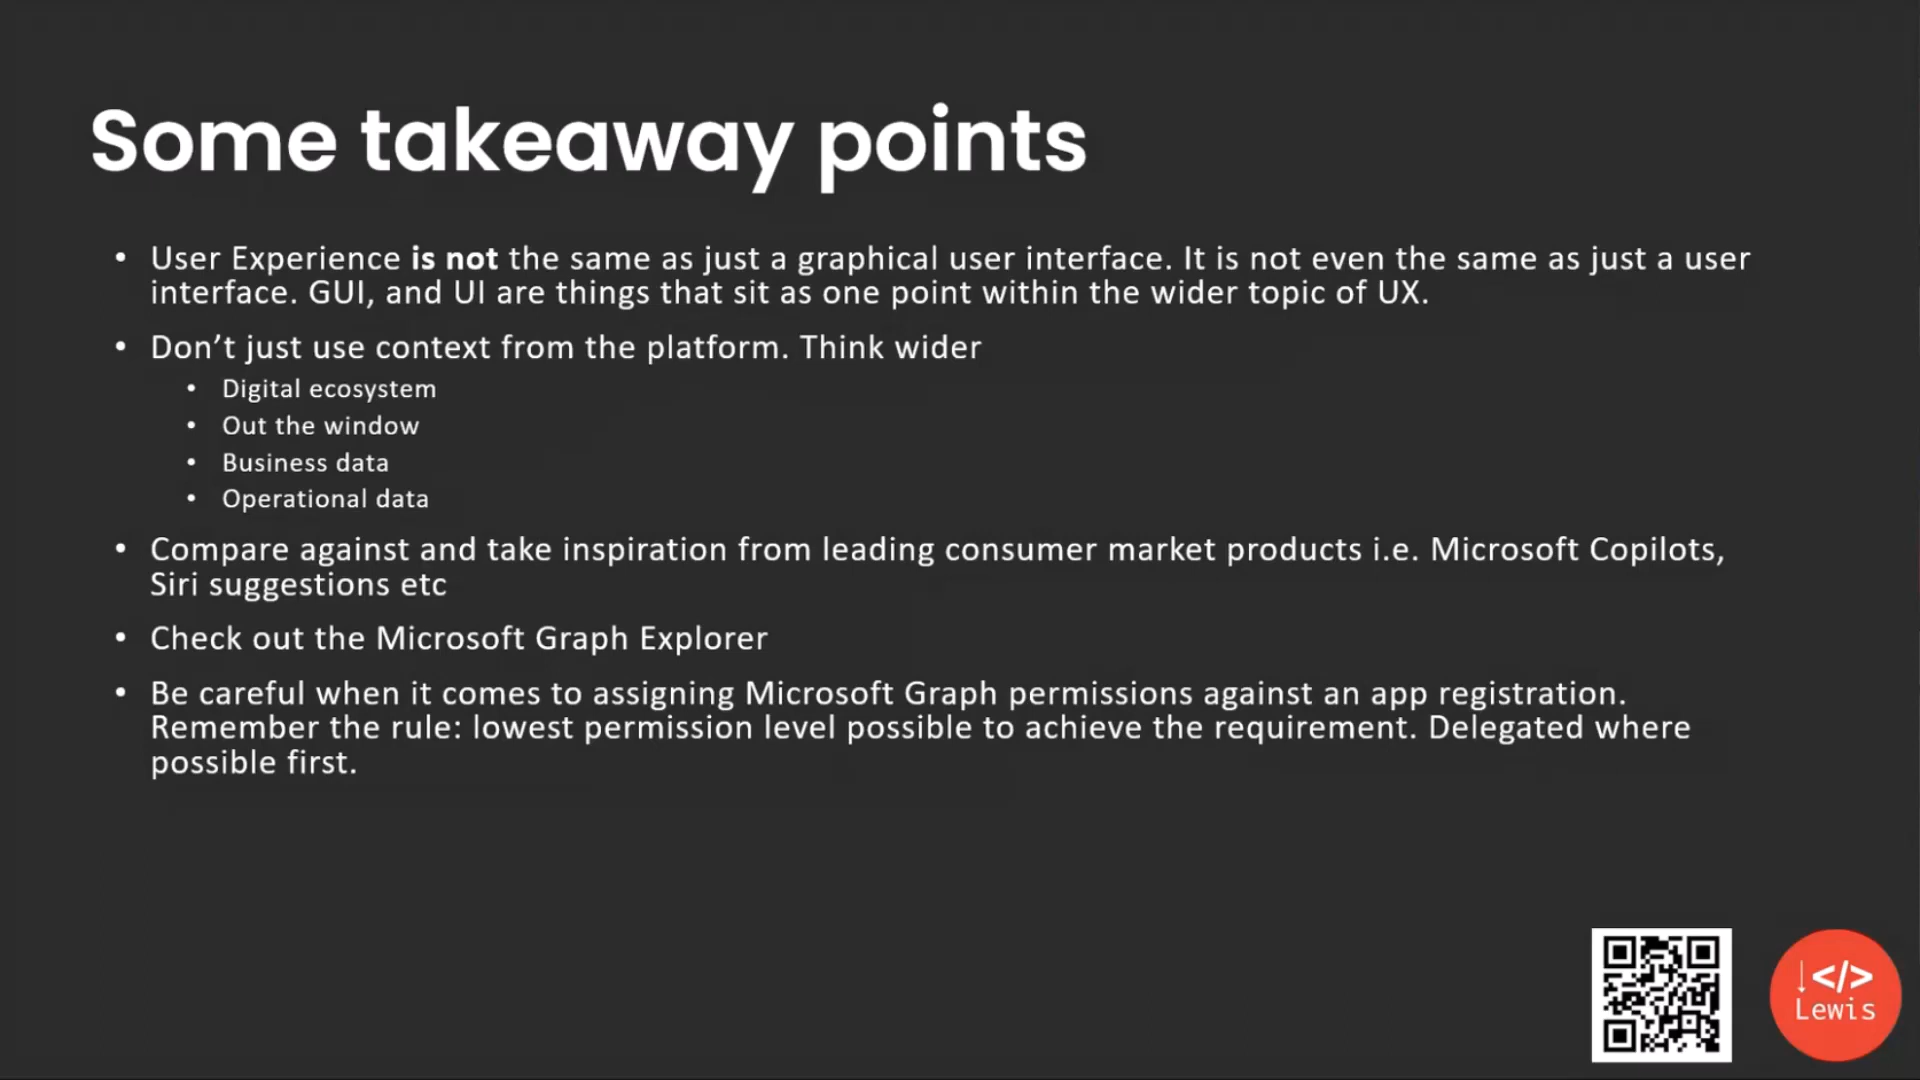 Some takeaway points
• User Experience is not the same as just a graphical user interface. It is not even the same as just a user
interface. GUI, and UI are things that sit as one point within the wider topic of UX.
• Don’t just use context from the platform. Think wider
• Digital ecosystem
• Out the window
• Business data
• Operational data
• Compare against and take inspiration from leading consumer market products i.e. Microsoft Copilots,
Siri suggestions etc
• Check out the Microsoft Graph Explorer
• Be careful when it comes to assigning Microsoft Graph permissions against an app registration.
Remember the rule: lowest permission level possible to achieve the requirement. Delegated where
possible first.
↓</>
Lewis